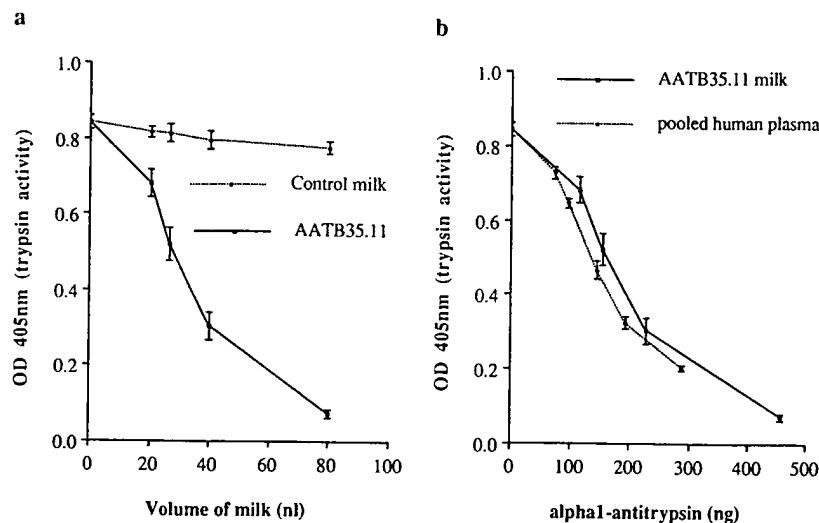 a
1.0
0.8
0.6
0.4
0.2
0.0
0 20 40 60 80 100
OD 405nm (trypsin activity)
Volume of milk (nl)
Control milk
AATB35.11
b
1.0
0.8
0.6
0.4
0.2
0.0
0 100 200 300 400 500
OD 405nm (trypsin activity)
alpha1-antitrypsin (ng)
AATB35.11 milk
pooled human plasma